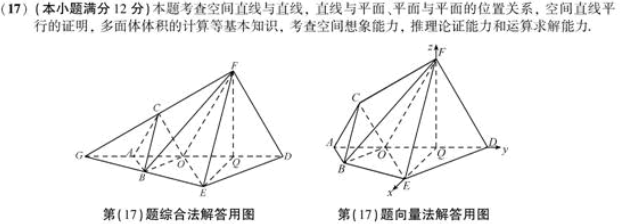 (17) (本小题满分 12 分) 本题考查空间直线与直线, 直线与平面、平面与平面的位置关系, 空间直线平
行的证明, 多面体体积的计算等基本知识, 考查空间想象能力, 推理论证能力和运算求解能力.
F
C
G
A
B
O
Q
D
E
z
F
C
A
B
O
Q
D
y
x
E
第(17)题综合法解答用图
第(17)题向量法解答用图